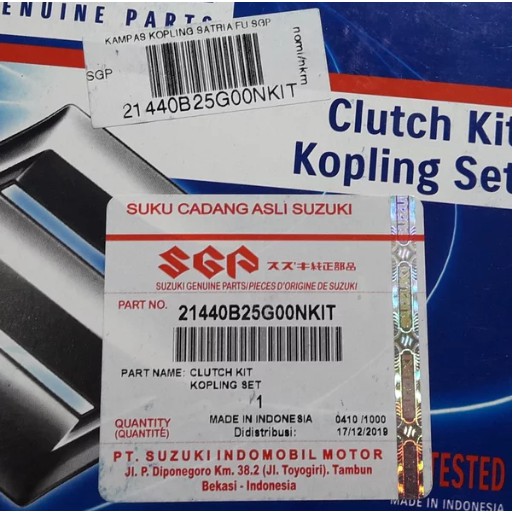 ENUINE PARTS
KAMPAS KOPLING SATRIA FU SGP
SGP
nomi/nkm
21440B25G00NKIT
Clutch Kit
Kopling Set
SUKU CADANG ASLI SUZUKI
SGP スズキ純正部品
SUZUKI GENUINE PARTS/PIECES D'ORIGINE DE SUZUKI
PART NO. 21440B25G00NKIT
PART NAME: CLUTCH KIT
KOPLING SET
1
QUANTITY MADE IN INDONESIA 0410 /1000
(QUANTITÉ) Didistribusi: 17/12/2019
PT. SUZUKI INDOMOBIL MOTOR
Jl. P. Diponegoro Km. 38.2 (Jl. Toyogiri). Tambun
Bekasi - Indonesia
TESTED
MADE IN INDONESIA